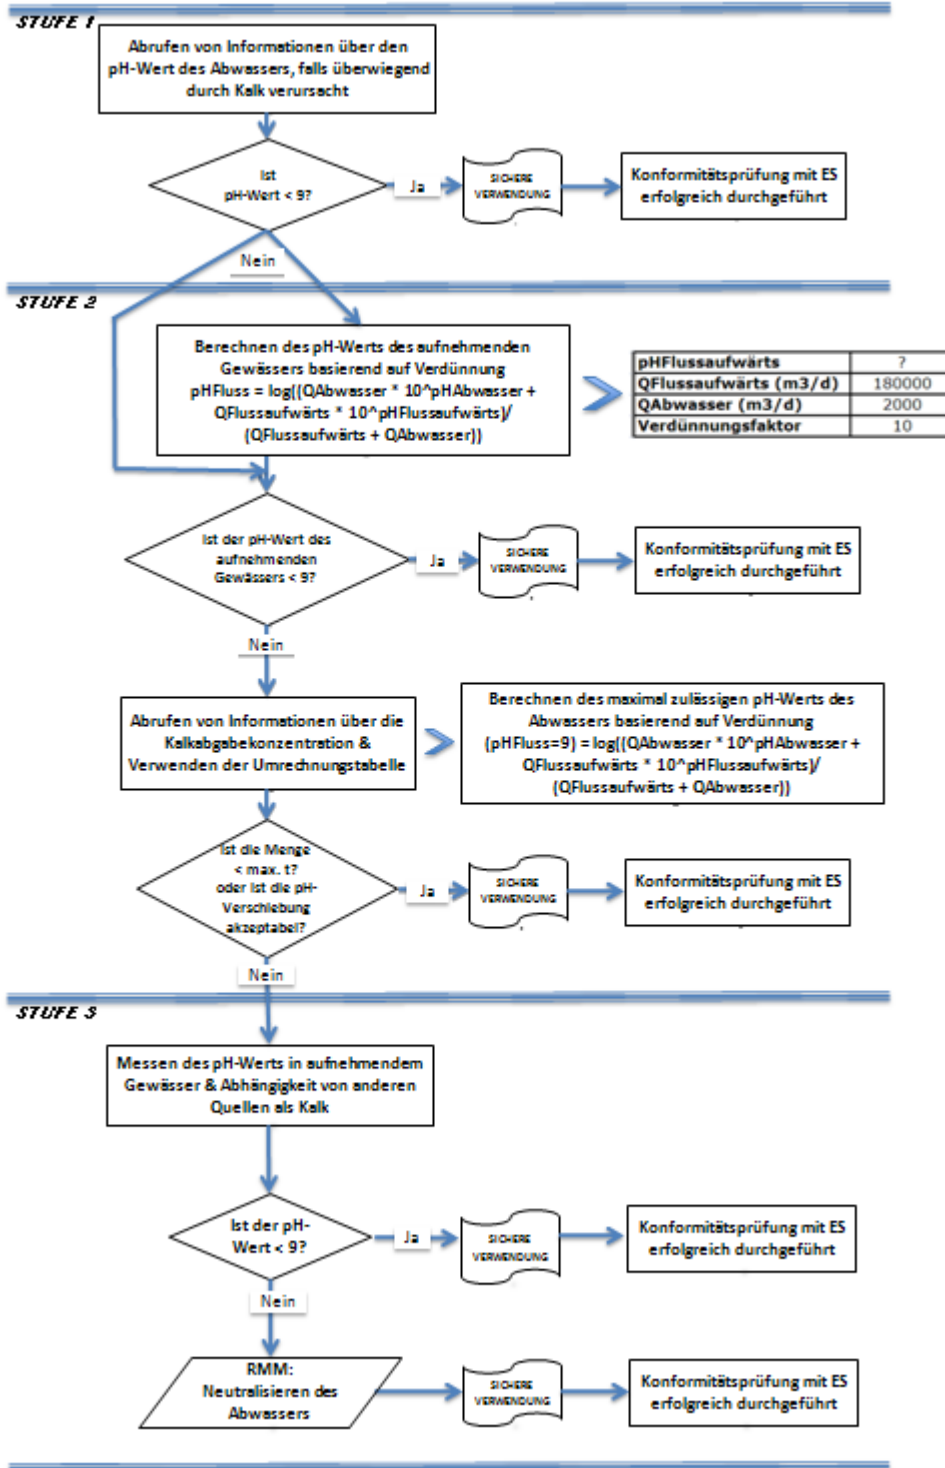 STUFE 1
Abrufen von Informationen über den
pH-Wert des Abwassers, falls überwiegend
durch Kalk verursacht
Ist
pH-Wert < 9?
Ja
SICHERE
VERWENDUNG
Konformitätsprüfung mit ES
erfolgreich durchgeführt
Nein
STUFE 2
Berechnen des pH-Werts des aufnehmenden
Gewässers basierend auf Verdünnung
pHFluss = log((QAbwasser * 10^pHAbwasser +
QFlussaufwärts * 10^pHFlussaufwärts)/
(QFlussaufwärts + QAbwasser))
pHFlussaufwärts ?
QFlussaufwärts (m3/d) 180000
QAbwasser (m3/d) 2000
Verdünnungsfaktor 10
Ist der pH-Wert des
aufnehmenden
Gewässers < 9?
Ja
SICHERE
VERWENDUNG
Konformitätsprüfung mit ES
erfolgreich durchgeführt
Nein
Abrufen von Informationen über die
Kalkabgabekonzentration &
Verwenden der Umrechnungstabelle
Berechnen des maximal zulässigen pH-Werts des
Abwassers basierend auf Verdünnung
(pHFluss=9) = log((QAbwasser * 10^pHAbwasser +
QFlussaufwärts * 10^pHFlussaufwärts)/
(QFlussaufwärts + QAbwasser))
Ist die Menge
< max. t?
oder Ist die pH-
Verschiebung
akzeptabel?
Ja
SICHERE
VERWENDUNG
Konformitätsprüfung mit ES
erfolgreich durchgeführt
Nein
STUFE 3
Messen des pH-Werts in aufnehmendem
Gewässer & Abhängigkeit von anderen
Quellen als Kalk
Ist der pH-
Wert < 9?
Ja
SICHERE
VERWENDUNG
Konformitätsprüfung mit ES
erfolgreich durchgeführt
Nein
RMM:
Neutralisieren des
Abwassers
SICHERE
VERWENDUNG
Konformitätsprüfung mit ES
erfolgreich durchgeführt